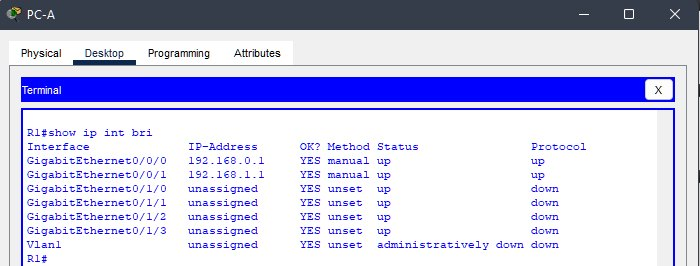 PC-A
Physical Desktop Programming Attributes
Terminal X
R1#show ip int bri
Interface              IP-Address      OK? Method Status                Protocol
GigabitEthernet0/0/0   192.168.0.1     YES manual up                    up
GigabitEthernet0/0/1   192.168.1.1     YES manual up                    up
GigabitEthernet0/1/0   unassigned      YES unset  up                    down
GigabitEthernet0/1/1   unassigned      YES unset  up                    down
GigabitEthernet0/1/2   unassigned      YES unset  up                    down
GigabitEthernet0/1/3   unassigned      YES unset  up                    down
Vlan1                  unassigned      YES unset  administratively down down
R1#